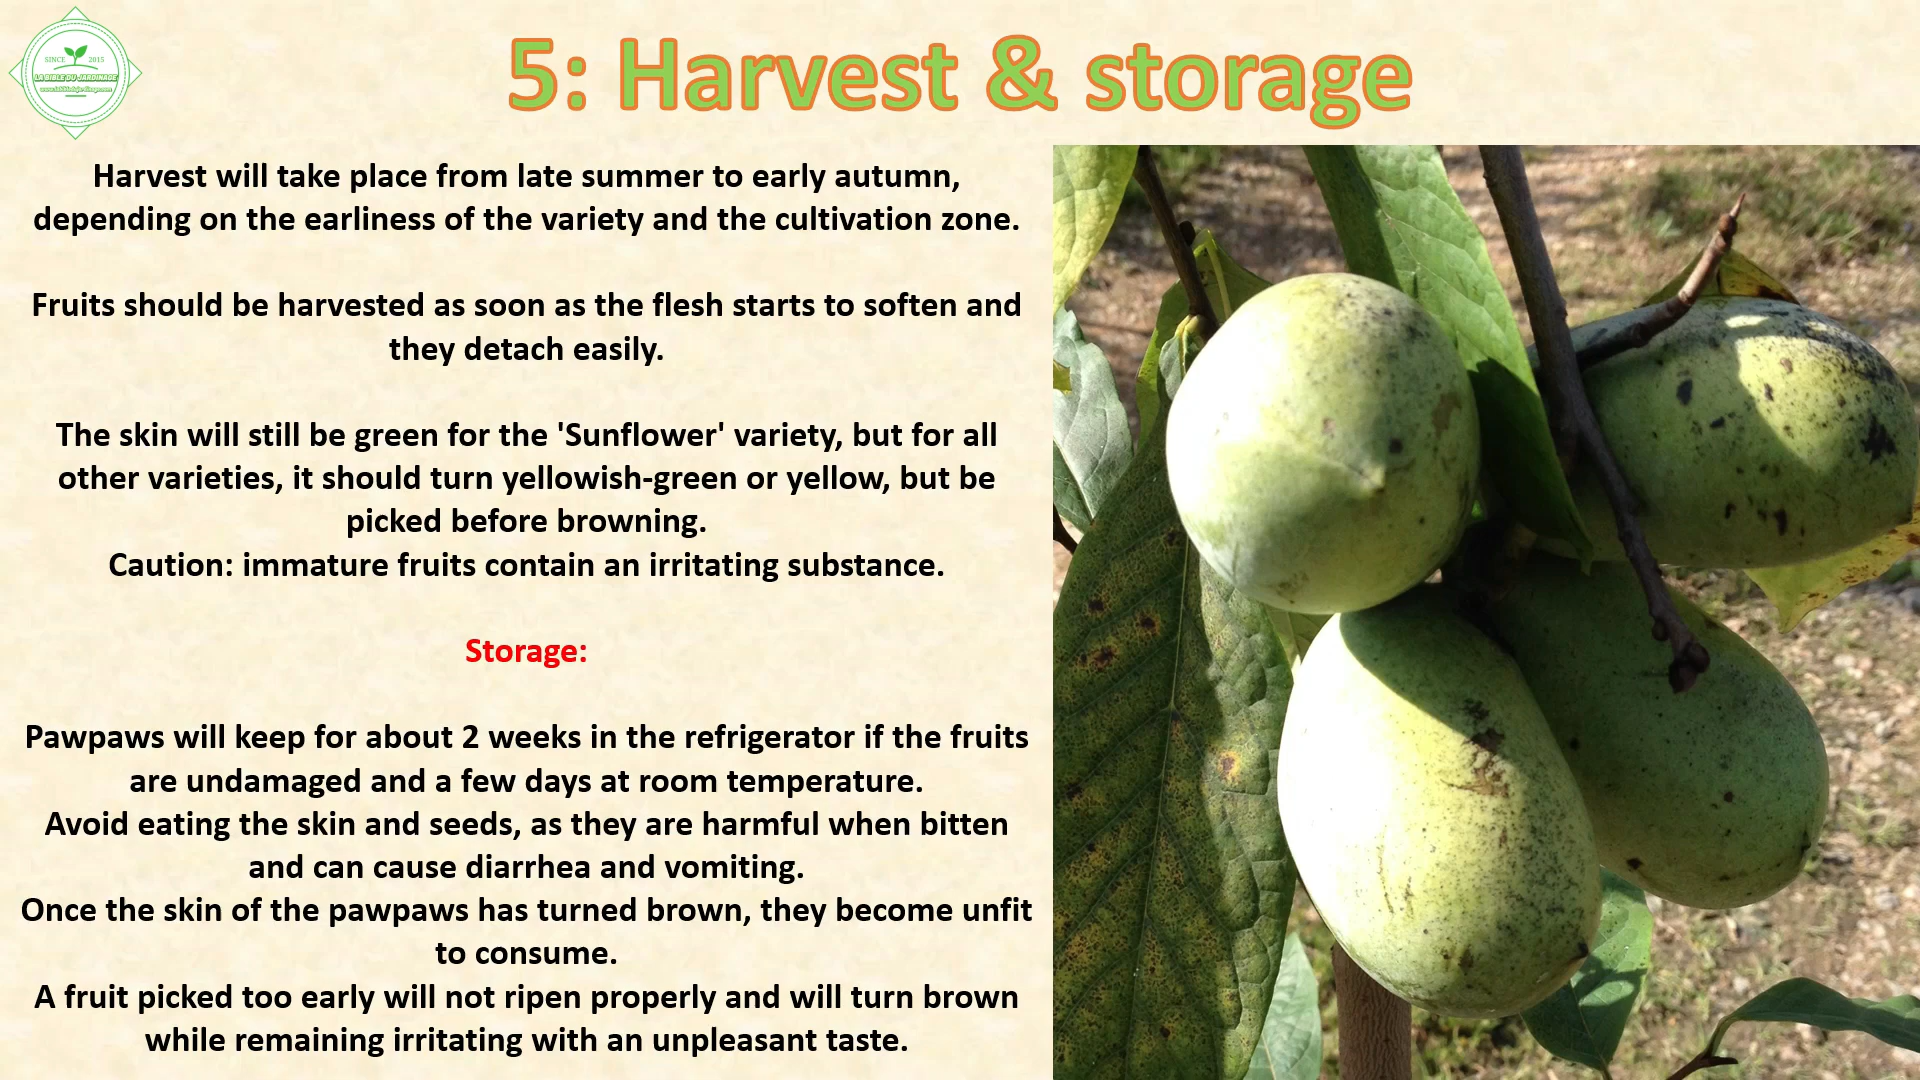 SINCE 2015
LA BIBLE DU JARDINAGE
www.labibledujardinage.com
5: Harvest & storage
Harvest will take place from late summer to early autumn,
depending on the earliness of the variety and the cultivation zone.
Fruits should be harvested as soon as the flesh starts to soften and
they detach easily.
The skin will still be green for the 'Sunflower' variety, but for all
other varieties, it should turn yellowish-green or yellow, but be
picked before browning.
Caution: immature fruits contain an irritating substance.
Storage:
Pawpaws will keep for about 2 weeks in the refrigerator if the fruits
are undamaged and a few days at room temperature.
Avoid eating the skin and seeds, as they are harmful when bitten
and can cause diarrhea and vomiting.
Once the skin of the pawpaws has turned brown, they become unfit
to consume.
A fruit picked too early will not ripen properly and will turn brown
while remaining irritating with an unpleasant taste.